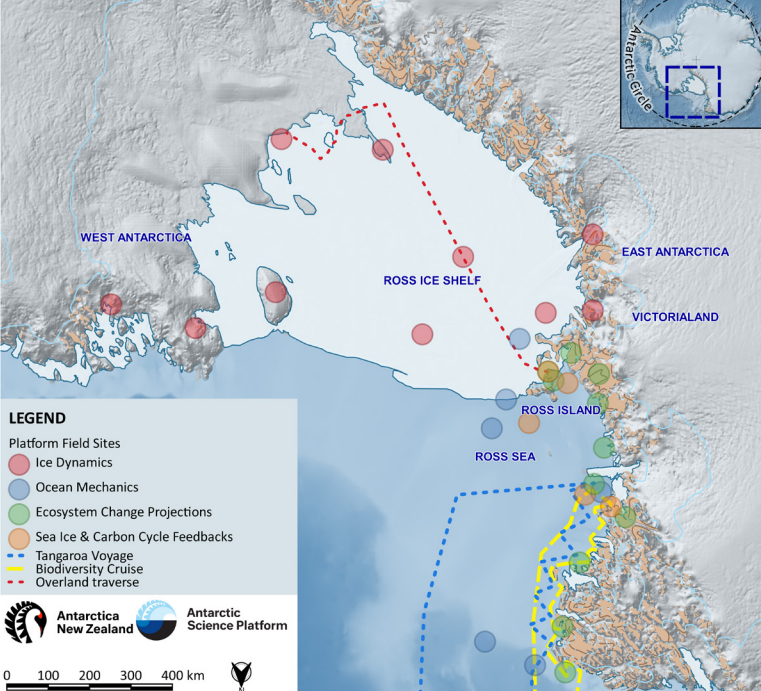 Antarctic Circle
WEST ANTARCTICA
EAST ANTARCTICA
ROSS ICE SHELF
VICTORIALAND
ROSS ISLAND
ROSS SEA
LEGEND
Platform Field Sites
Ice Dynamics
Ocean Mechanics
Ecosystem Change Projections
Sea Ice & Carbon Cycle Feedbacks
Tangaroa Voyage
Biodiversity Cruise
Overland traverse
Antarctica
New Zealand
Antarctic
Science Platform
0 100 200 300 400 km
N